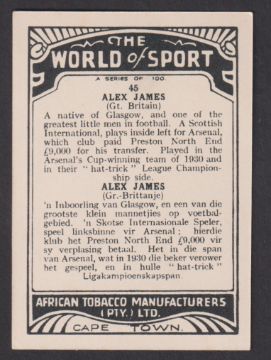 THE
WORLD of SPORT
A SERIES OF 100.
45
ALEX JAMES
(Gt. Britain)
A native of Glasgow, and one of the
greatest little men in football. A Scottish
International, plays inside left for Arsenal,
which club paid Preston North End
£9,000 for his transfer. Played in the
Arsenal's Cup-winning team of 1930 and
in their "hat-trick" League Champion-
ship side.
ALEX JAMES
(Gr.-Brittanje)
'n Inboorling van Glasgow, en een van die
grootste klein mannetjies op voetbal-
gebied. 'n Skotse Internasionale Speler,
speel linksbinne vir Arsenal; hierdie
klub het Preston North End £9,000 vir
sy verplasing betaal. Het in die span
van Arsenal, wat in 1930 die beker verower
het gespeel, en in hulle "hat-trick"
Ligakampioenskapspan.
AFRICAN TOBACCO MANUFACTURERS
(PTY.) LTD.
CAPE TOWN.